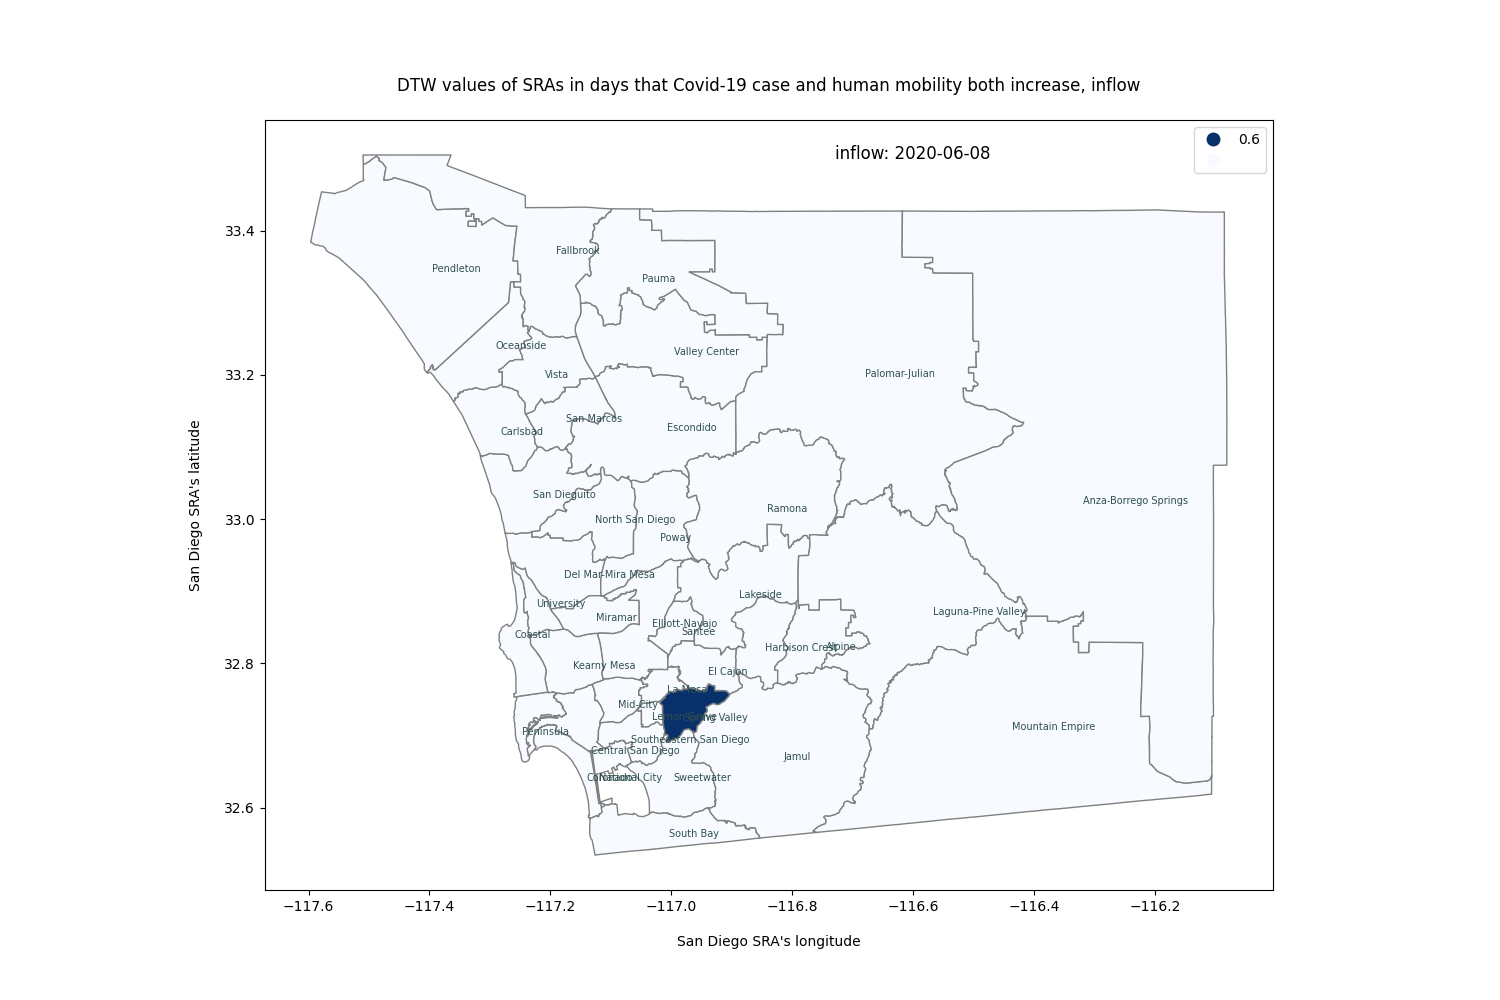 DTW values of SRAs in days that Covid-19 case and human mobility both increase, inflow
inflow: 2020-06-08
0.6
33.4
33.2
33.0
32.8
32.6
San Diego SRA's latitude
Fallbrook
Pendleton
Pauma
Oceanside
Valley Center
Vista
Palomar-Julian
San Marcos
Carlsbad
Escondido
San Dieguito
Anza-Borrego Springs
Ramona
North San Diego
Poway
Del Mar-Mira Mesa
Lakeside
University
Laguna-Pine Valley
Miramar
Elliott-Navajo
Santee
Coastal
Harbison Crest
Alpine
Kearny Mesa
El Cajon
La Mesa
Mid-City
Lemon Grove
Spring Valley
Mountain Empire
Peninsula
Southeastern San Diego
Central San Diego
Jamul
Coronado
National City
Sweetwater
South Bay
−117.6
−117.4
−117.2
−117.0
−116.8
−116.6
−116.4
−116.2
San Diego SRA's longitude